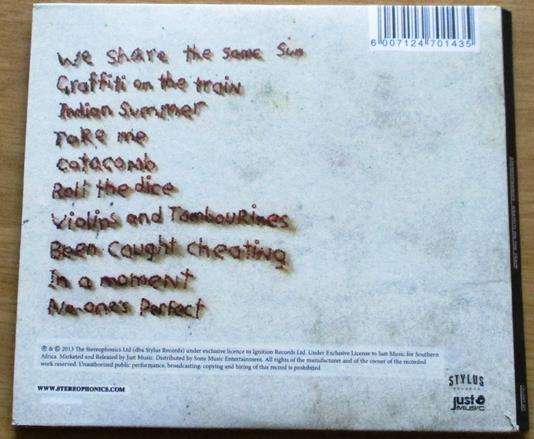 6 007124 701435
We Share the same Sun
Graffiti on the train
Indian Summer
Take me
Catacomb
Roll the dice
Violins and Tambourines
Been Caught Cheating
In a moment
No-one's Perfect
℗ & © 2013 The Stereophonics Ltd (dba Stylus Records) under exclusive licence to Ignition Records Ltd. Under Exclusive License to Just Music for Southern
Africa. Marketed and Released by Just Music. Distributed by Sony Music Entertainment. All rights of the manufacturer and of the owner of the recorded
work reserved. Unauthorised public performance, broadcasting, copying and hiring of this record is prohibited.
WWW.STEREOPHONICS.COM
STYLUS
RECORDS
just
MUSIC